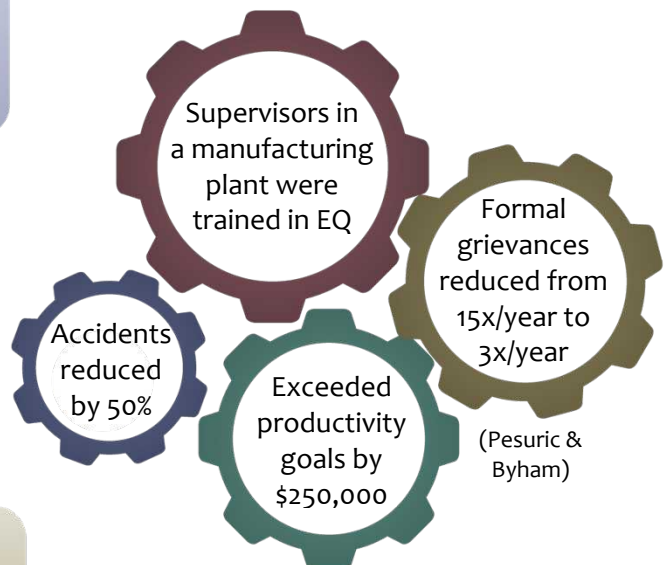 Supervisors in
a manufacturing
plant were
trained in EQ
Formal
grievances
reduced from
15x/year to
3x/year
Accidents
reduced
by 50%
Exceeded
productivity
goals by
$250,000
(Pesuric &
Byham)